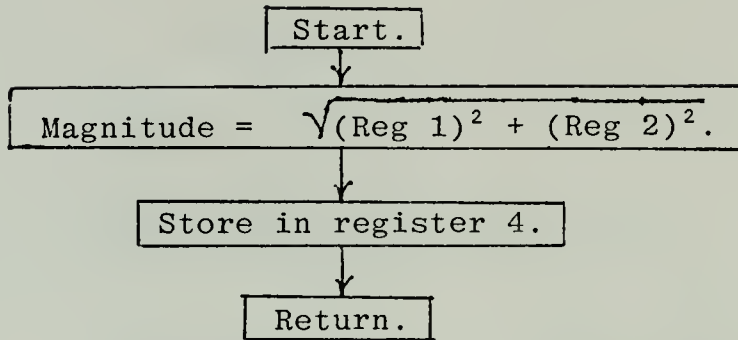 Start.
Magnitude = √(Reg 1)² + (Reg 2)².
Store in register 4.
Return.